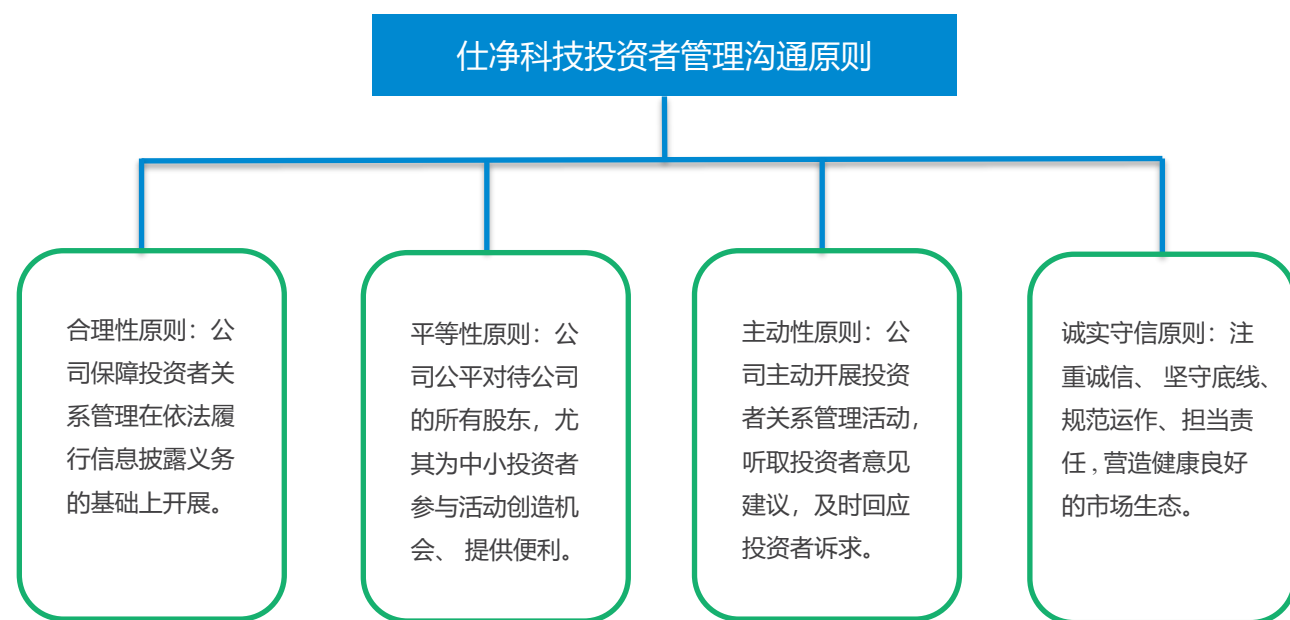 仕净科技投资者管理沟通原则
合理性原则：公
司保障投资者关
系管理在依法履
行信息披露义务
的基础上开展。
平等性原则：公
司公平对待公司
的所有股东，尤
其为中小投资者
参与活动创造机
会、 提供便利。
主动性原则：公
司主动开展投资
者关系管理活动，
听取投资者意见
建议，及时回应
投资者诉求。
诚实守信原则：注
重诚信、 坚守底线、
规范运作、担当责
任 , 营造健康良好
的市场生态。